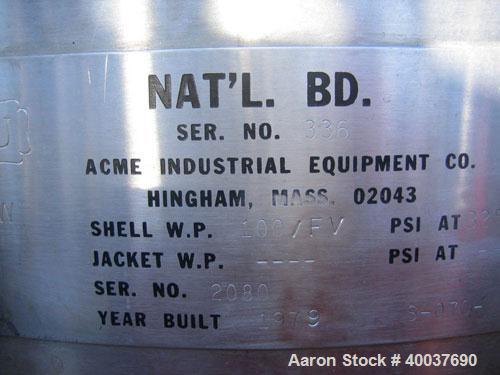 NAT'L. BD.
SER. NO. 336
ACME INDUSTRIAL EQUIPMENT CO.
HINGHAM, MASS. 02043
SHELL W.P. 100/FV PSI AT
JACKET W.P. ---- PSI AT
SER. NO. 2080
YEAR BUILT 1979
Aaron Stock # 40037690